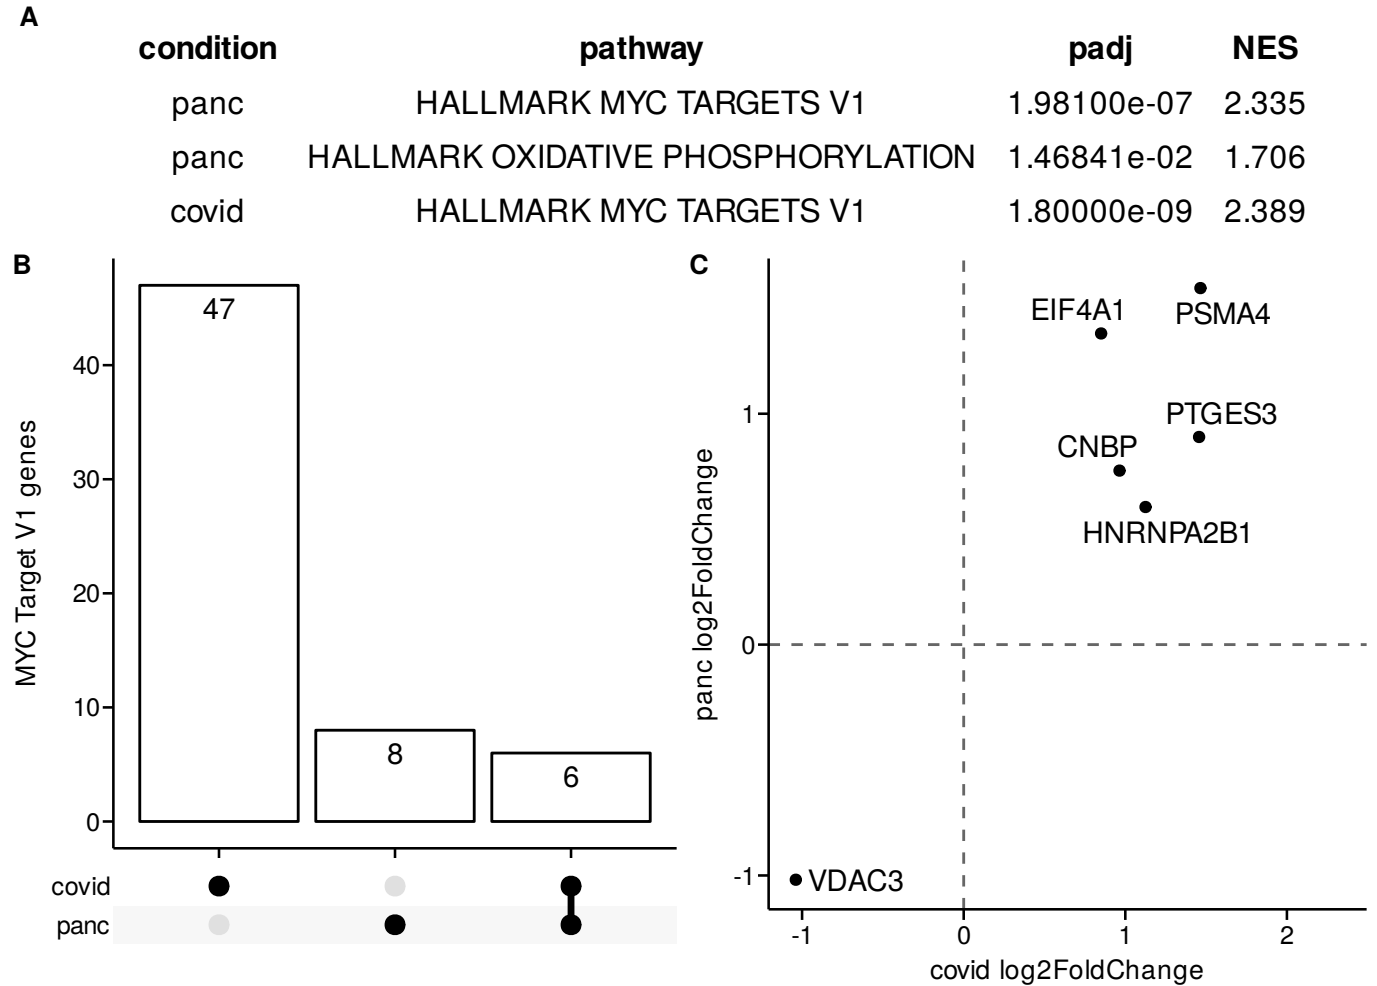 A
condition pathway padj NES
panc HALLMARK MYC TARGETS V1 1.98100e-07 2.335
panc HALLMARK OXIDATIVE PHOSPHORYLATION 1.46841e-02 1.706
covid HALLMARK MYC TARGETS V1 1.80000e-09 2.389
B
MYC Target V1 genes
40
30
20
10
0
47
8
6
covid
panc
C
panc log2FoldChange
1
0
-1
EIF4A1
PSMA4
PTGES3
CNBP
HNRNPA2B1
VDAC3
-1 0 1 2
covid log2FoldChange